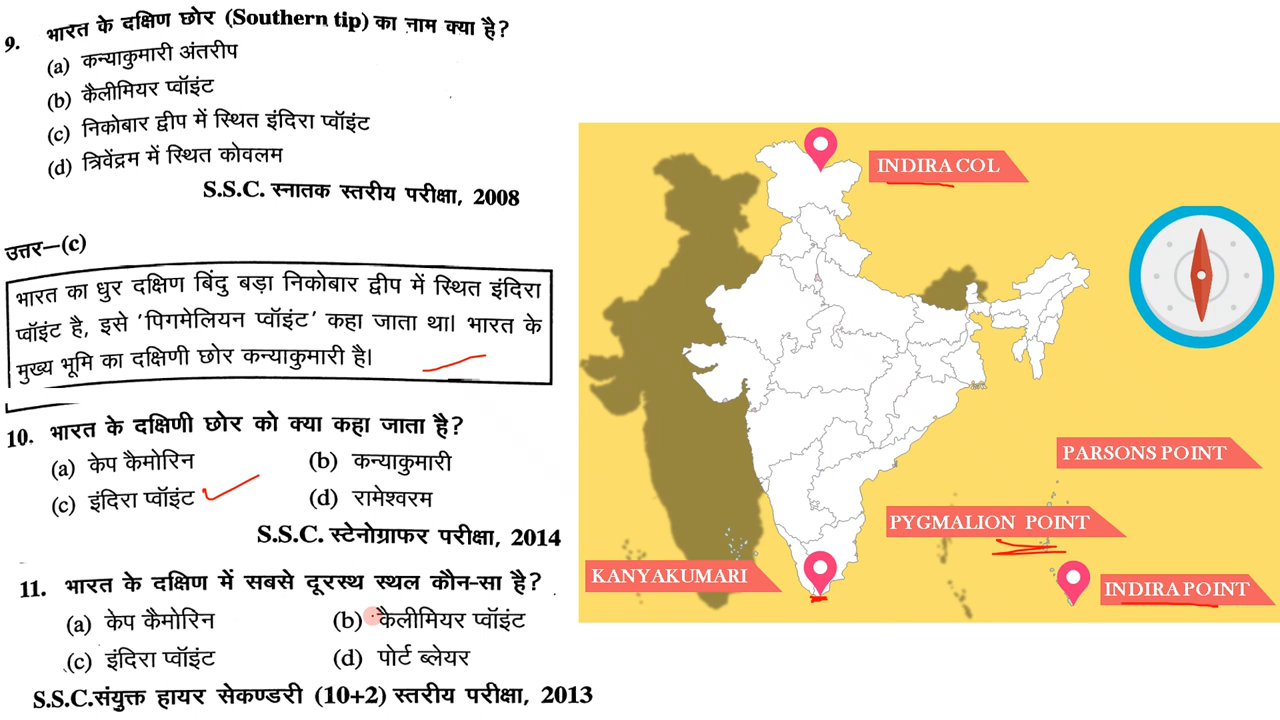 9. भारत के दक्षिण छोर (Southern tip) का नाम क्या है?
(a) कन्याकुमारी अंतरीप
(b) कैलीमियर प्वॉइंट
(c) निकोबार द्वीप में स्थित इंदिरा प्वॉइंट
(d) त्रिवेंद्रम में स्थित कोवलम
S.S.C. स्नातक स्तरीय परीक्षा, 2008
उत्तर–(c)
भारत का धुर दक्षिण बिंदु बड़ा निकोबार द्वीप में स्थित इंदिरा
प्वॉइंट है, इसे 'पिगमेलियन प्वॉइंट' कहा जाता था। भारत के
मुख्य भूमि का दक्षिणी छोर कन्याकुमारी है।
10. भारत के दक्षिणी छोर को क्या कहा जाता है?
(a) केप कैमोरिन (b) कन्याकुमारी
(c) इंदिरा प्वॉइंट (d) रामेश्वरम
S.S.C. स्टेनोग्राफर परीक्षा, 2014
11. भारत के दक्षिण में सबसे दूरस्थ स्थल कौन-सा है?
(a) केप कैमोरिन (b) कैलीमियर प्वॉइंट
(c) इंदिरा प्वॉइंट (d) पोर्ट ब्लेयर
S.S.C.संयुक्त हायर सेकण्डरी (10+2) स्तरीय परीक्षा, 2013
INDIRA COL
PARSONS POINT
PYGMALION POINT
KANYAKUMARI
INDIRA POINT